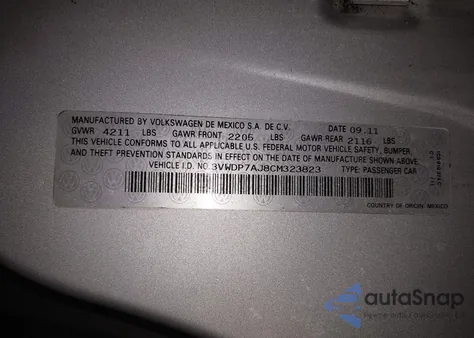 MANUFACTURED BY VOLKSWAGEN DE MEXICO S.A. DE C.V. DATE 09.11
GVWR 4211 LBS GAWR FRONT 2205 LBS GAWR REAR 2116 LBS
THIS VEHICLE CONFORMS TO ALL APPLICABLE U.S. FEDERAL MOTOR VEHICLE SAFETY, BUMPER,
AND THEFT PREVENTION STANDARDS IN EFFECT ON THE DATE OF MANUFACTURE SHOWN ABOVE.
VEHICLE I.D. NO. 3VWDP7AJ8CM323823 TYPE: PASSENGER CAR
COUNTRY OF ORIGIN: MEXICO
autoSnap